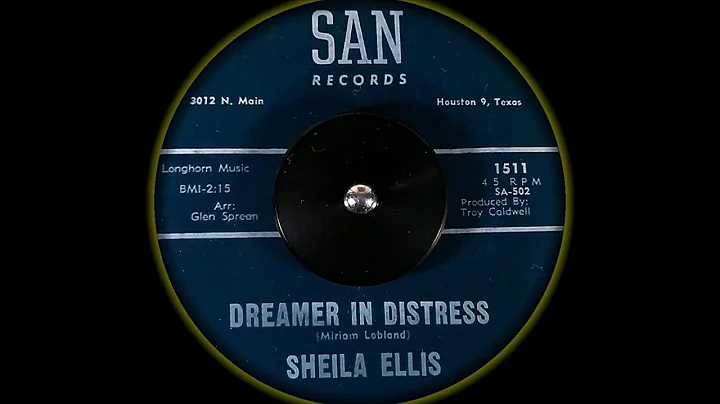 SAN
RECORDS
3012 N. Main
Houston 9, Texas
Longhorn Music
BMI-2:15
Arr:
Glen Spreen
1511
45 RPM
SA-502
Produced By:
Troy Caldwell
DREAMER IN DISTRESS
(Miriam Lobland)
SHEILA ELLIS